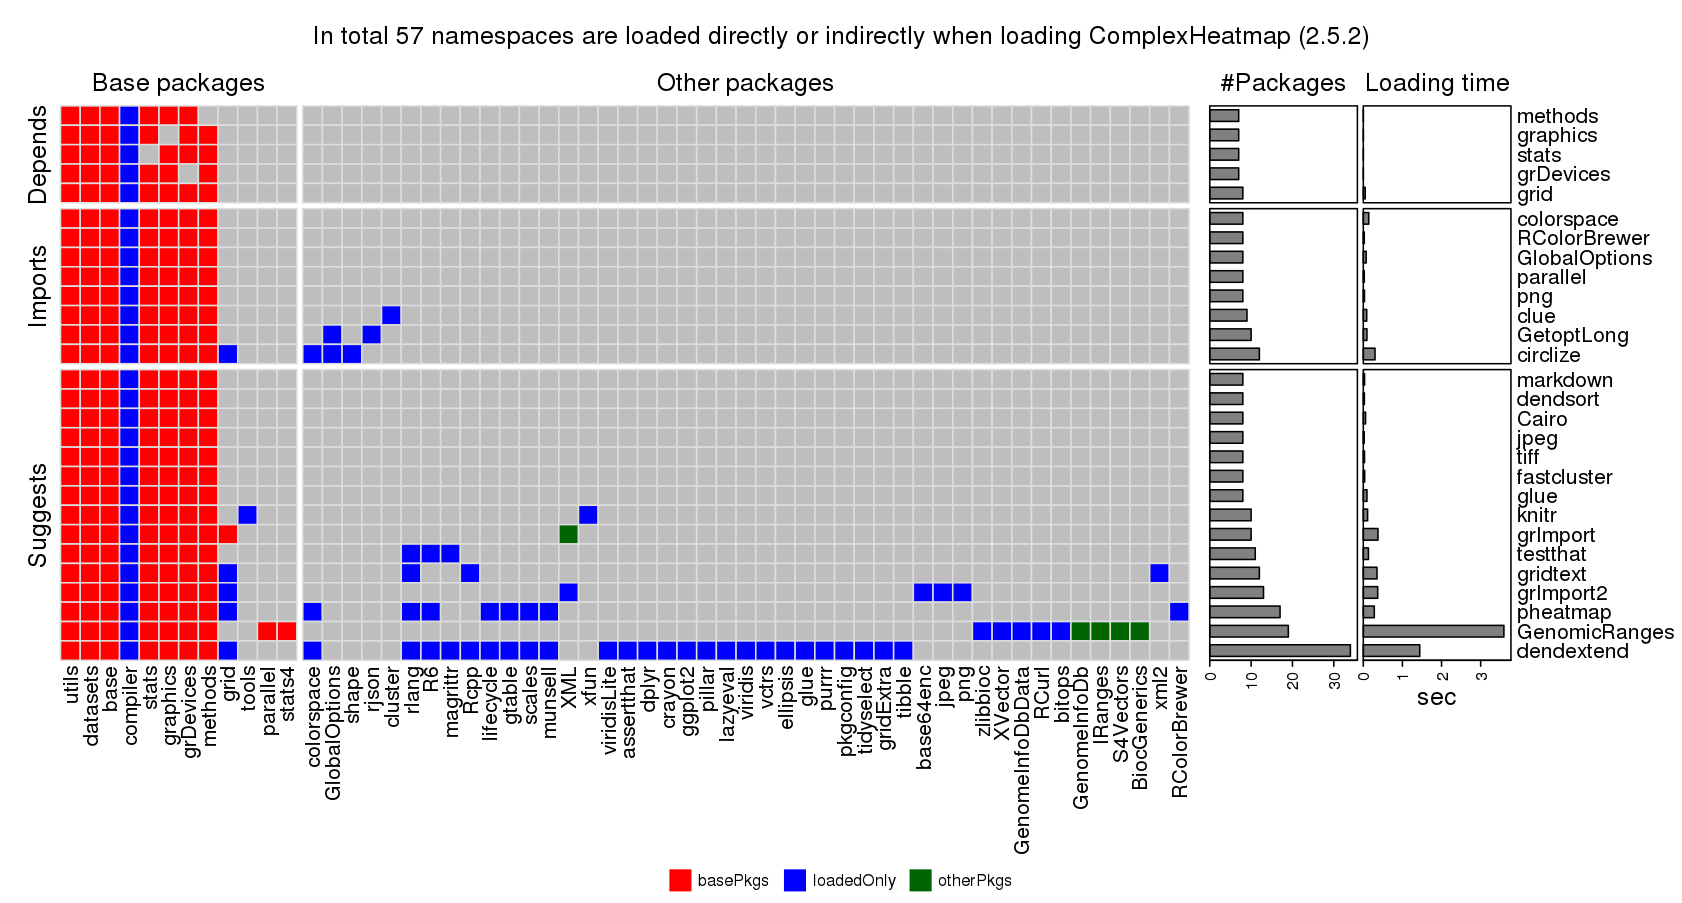 In total 57 namespaces are loaded directly or indirectly when loading ComplexHeatmap (2.5.2)
Base packages
Other packages
#Packages
Loading time
Depends
methods
graphics
stats
grDevices
grid
Imports
colorspace
RColorBrewer
GlobalOptions
parallel
png
clue
GetoptLong
circlize
Suggests
markdown
dendsort
Cairo
jpeg
tiff
fastcluster
glue
knitr
grImport
testthat
gridtext
grImport2
pheatmap
GenomicRanges
dendextend
utils
datasets
base
compiler
stats
graphics
grDevices
methods
grid
tools
parallel
stats4
colorspace
GlobalOptions
shape
rjson
cluster
rlang
R6
magrittr
Rcpp
lifecycle
gtable
scales
munsell
XML
xfun
viridisLite
assertthat
dplyr
crayon
ggplot2
pillar
lazyeval
viridis
vctrs
ellipsis
glue
purrr
pkgconfig
tidyselect
gridExtra
tibble
base64enc
jpeg
png
zlibbioc
XVector
GenomeInfoDbData
RCurl
bitops
GenomeInfoDb
IRanges
S4Vectors
BiocGenerics
xml2
RColorBrewer
0 10 20 30
0 1 2 3
sec
basePkgs loadedOnly otherPkgs